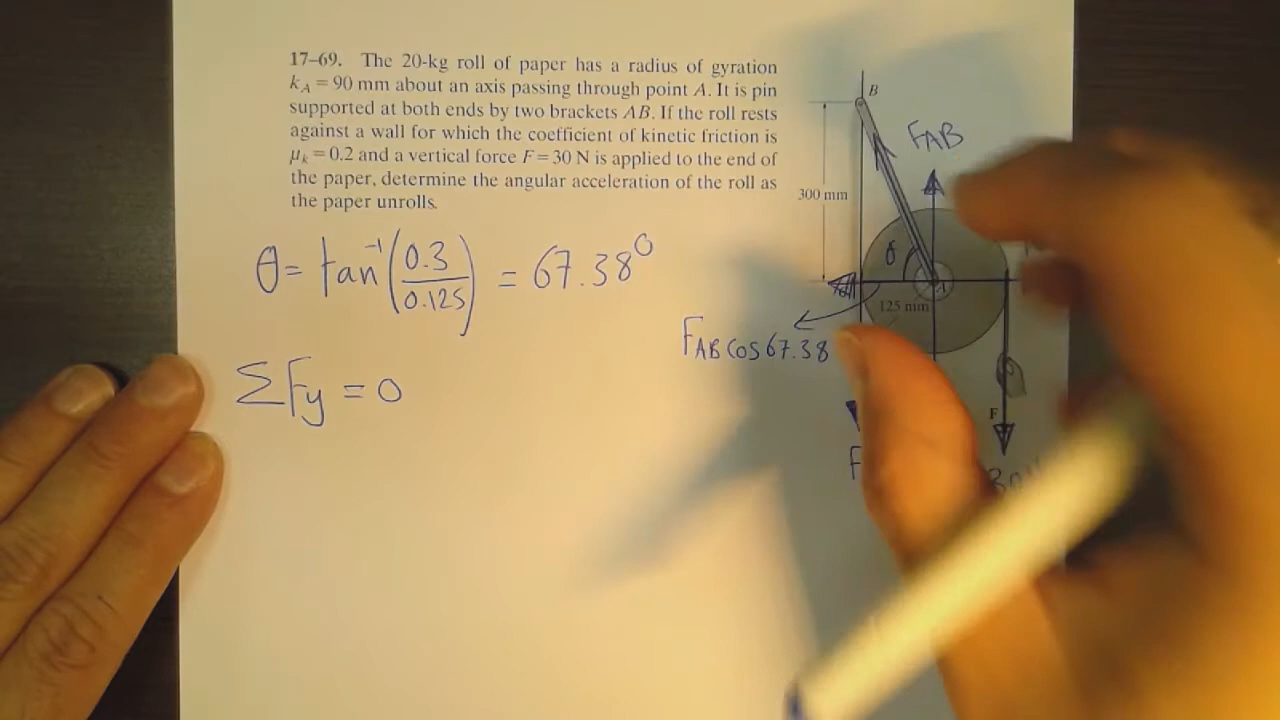 17–69. The 20-kg roll of paper has a radius of gyration
kA = 90 mm about an axis passing through point A. It is pin
supported at both ends by two brackets AB. If the roll rests
against a wall for which the coefficient of kinetic friction is
μk = 0.2 and a vertical force F = 30 N is applied to the end of
the paper, determine the angular acceleration of the roll as
the paper unrolls.
θ = tan⁻¹(0.3/0.125) = 67.38°
ΣFy = 0
B
FAB
300 mm
θ
A
125 mm
FAB cos 67.38
F
F
30